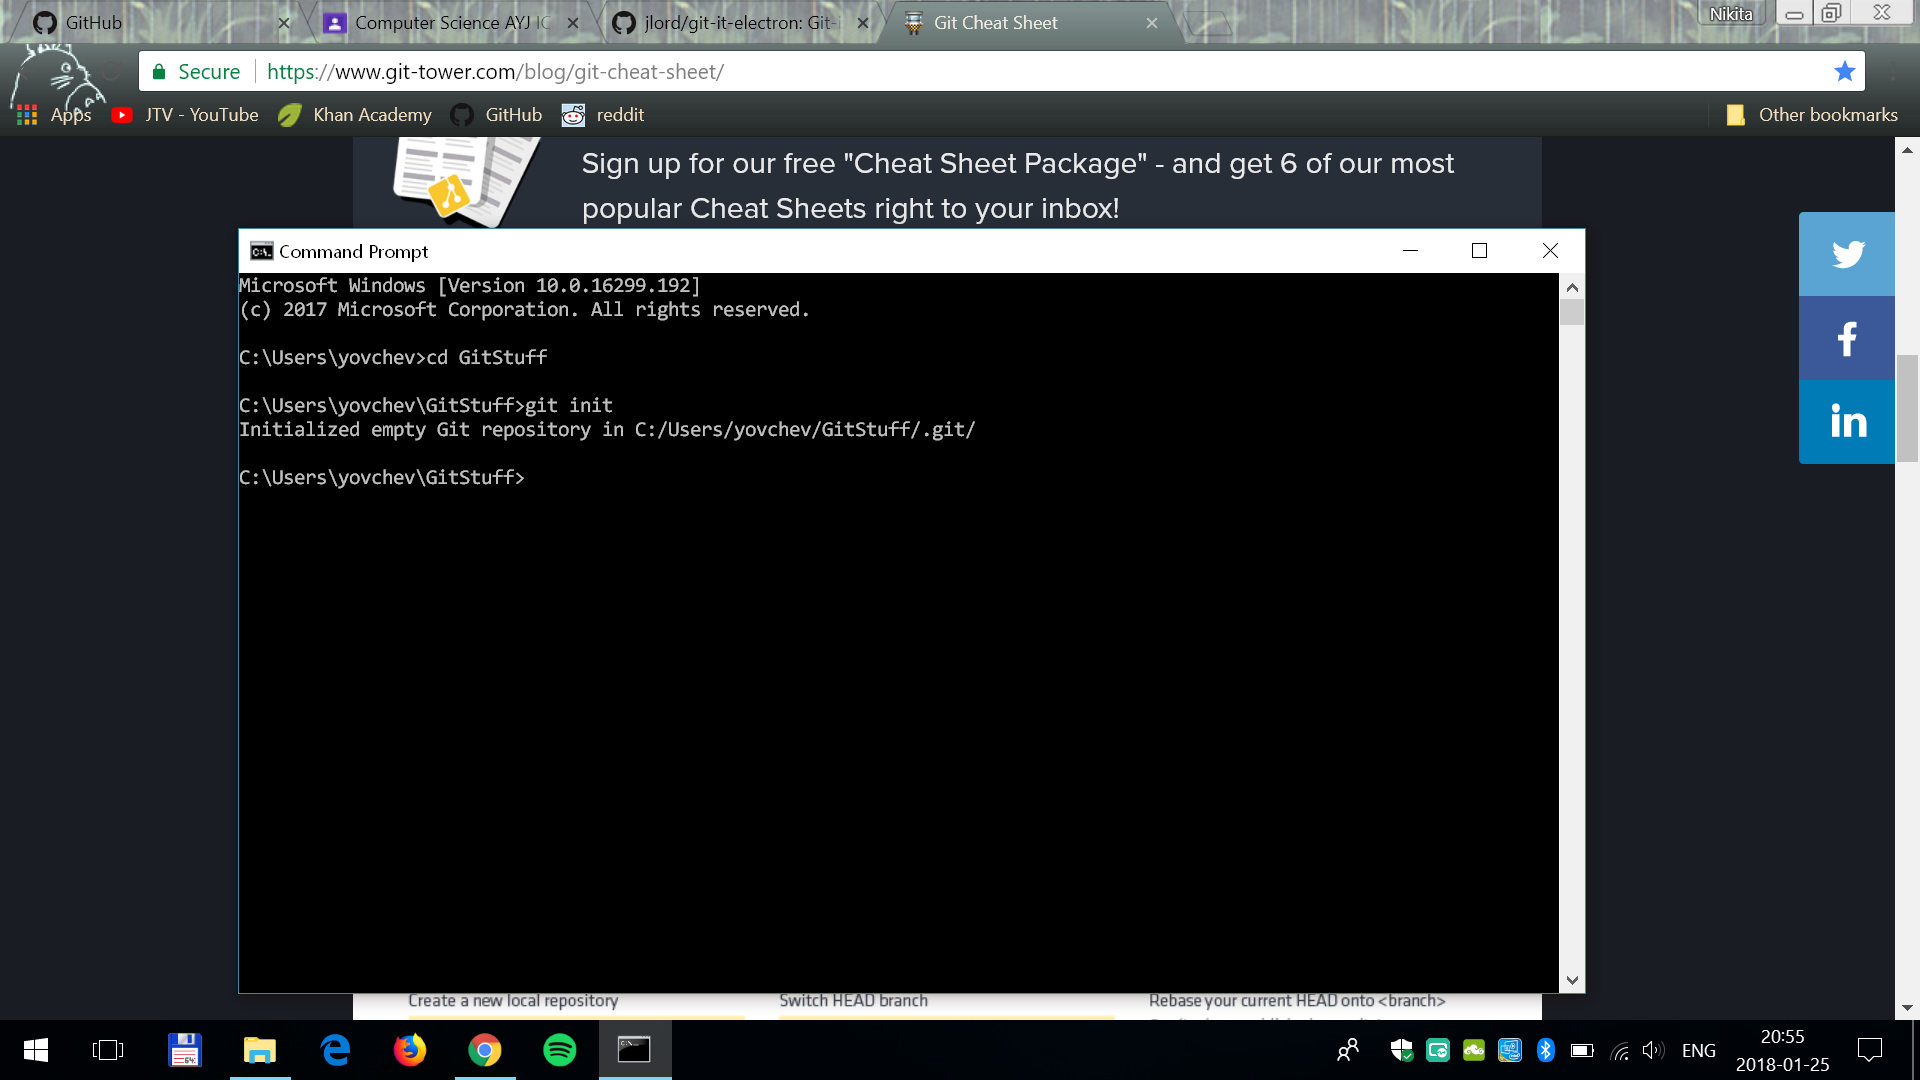 GitHub
Computer Science AYJ IC
jlord/git-it-electron: Git-i
Git Cheat Sheet
Nikita
Secure
https://www.git-tower.com/blog/git-cheat-sheet/
Apps
JTV - YouTube
Khan Academy
GitHub
reddit
Other bookmarks
Sign up for our free "Cheat Sheet Package" - and get 6 of our most
popular Cheat Sheets right to your inbox!
Command Prompt
Microsoft Windows [Version 10.0.16299.192]
(c) 2017 Microsoft Corporation. All rights reserved.
C:\Users\yovchev>cd GitStuff
C:\Users\yovchev\GitStuff>git init
Initialized empty Git repository in C:/Users/yovchev/GitStuff/.git/
C:\Users\yovchev\GitStuff>
Create a new local repository
Switch HEAD branch
Rebase your current HEAD onto <branch>
64
ENG
20:55
2018-01-25